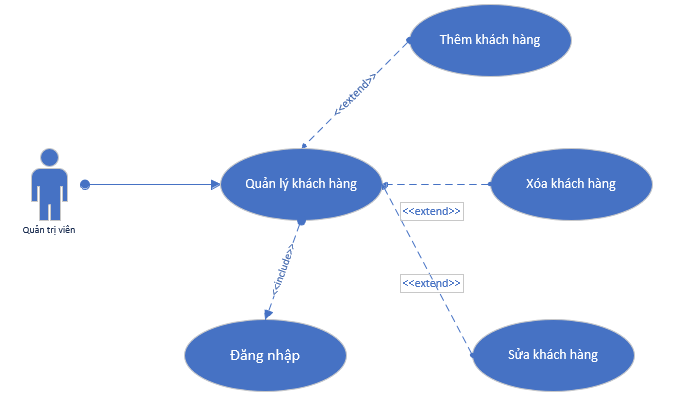 Thêm khách hàng
<<extend>>
Quản lý khách hàng
Xóa khách hàng
<<extend>>
Quản trị viên
<<include>>
<<extend>>
Đăng nhập
Sửa khách hàng